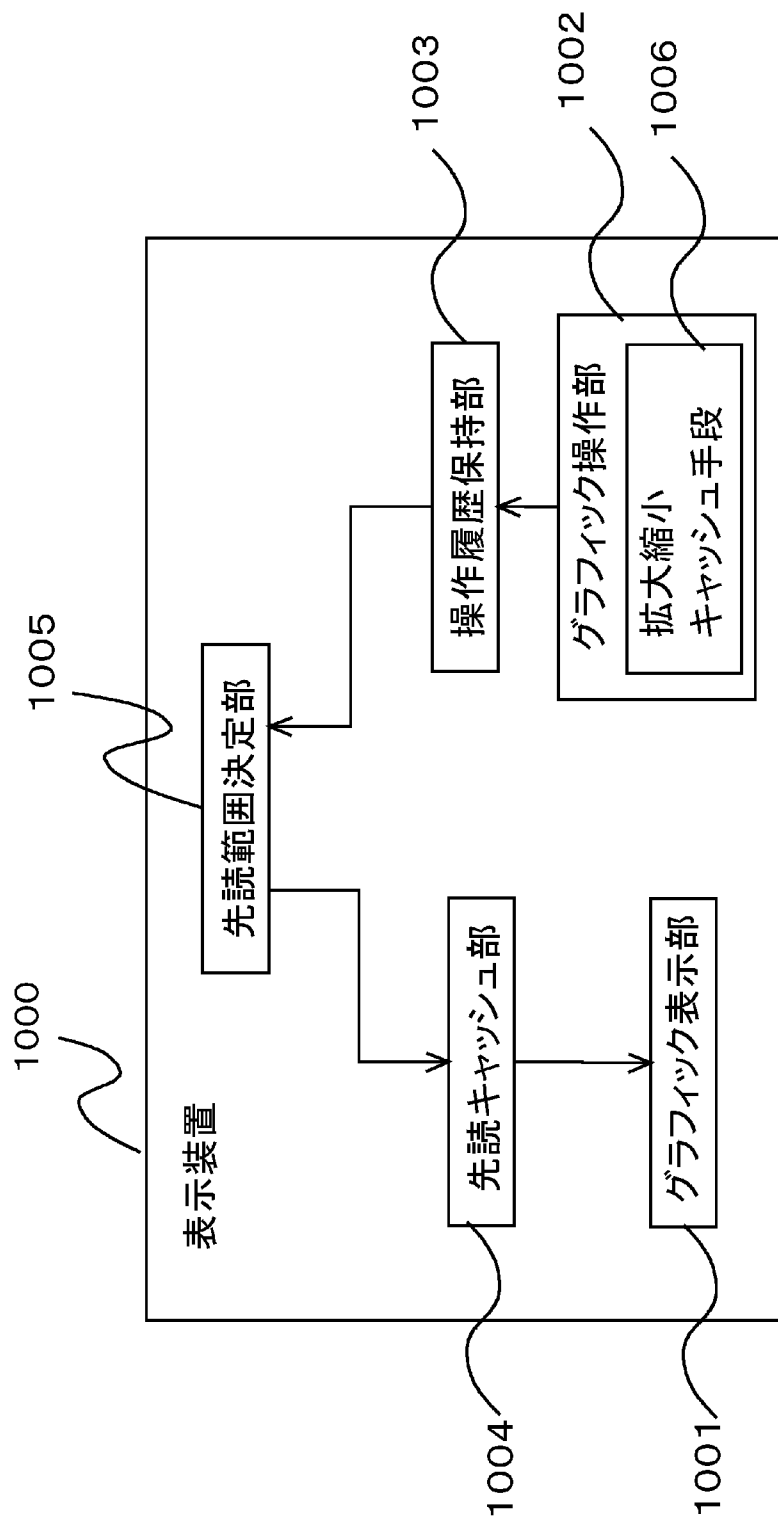 1000
表示装置
1005
先読範囲決定部
1003
操作履歴保持部
1002
グラフィック操作部
1006
拡大縮小
キャッシュ手段
1004
先読キャッシュ部
1001
グラフィック表示部